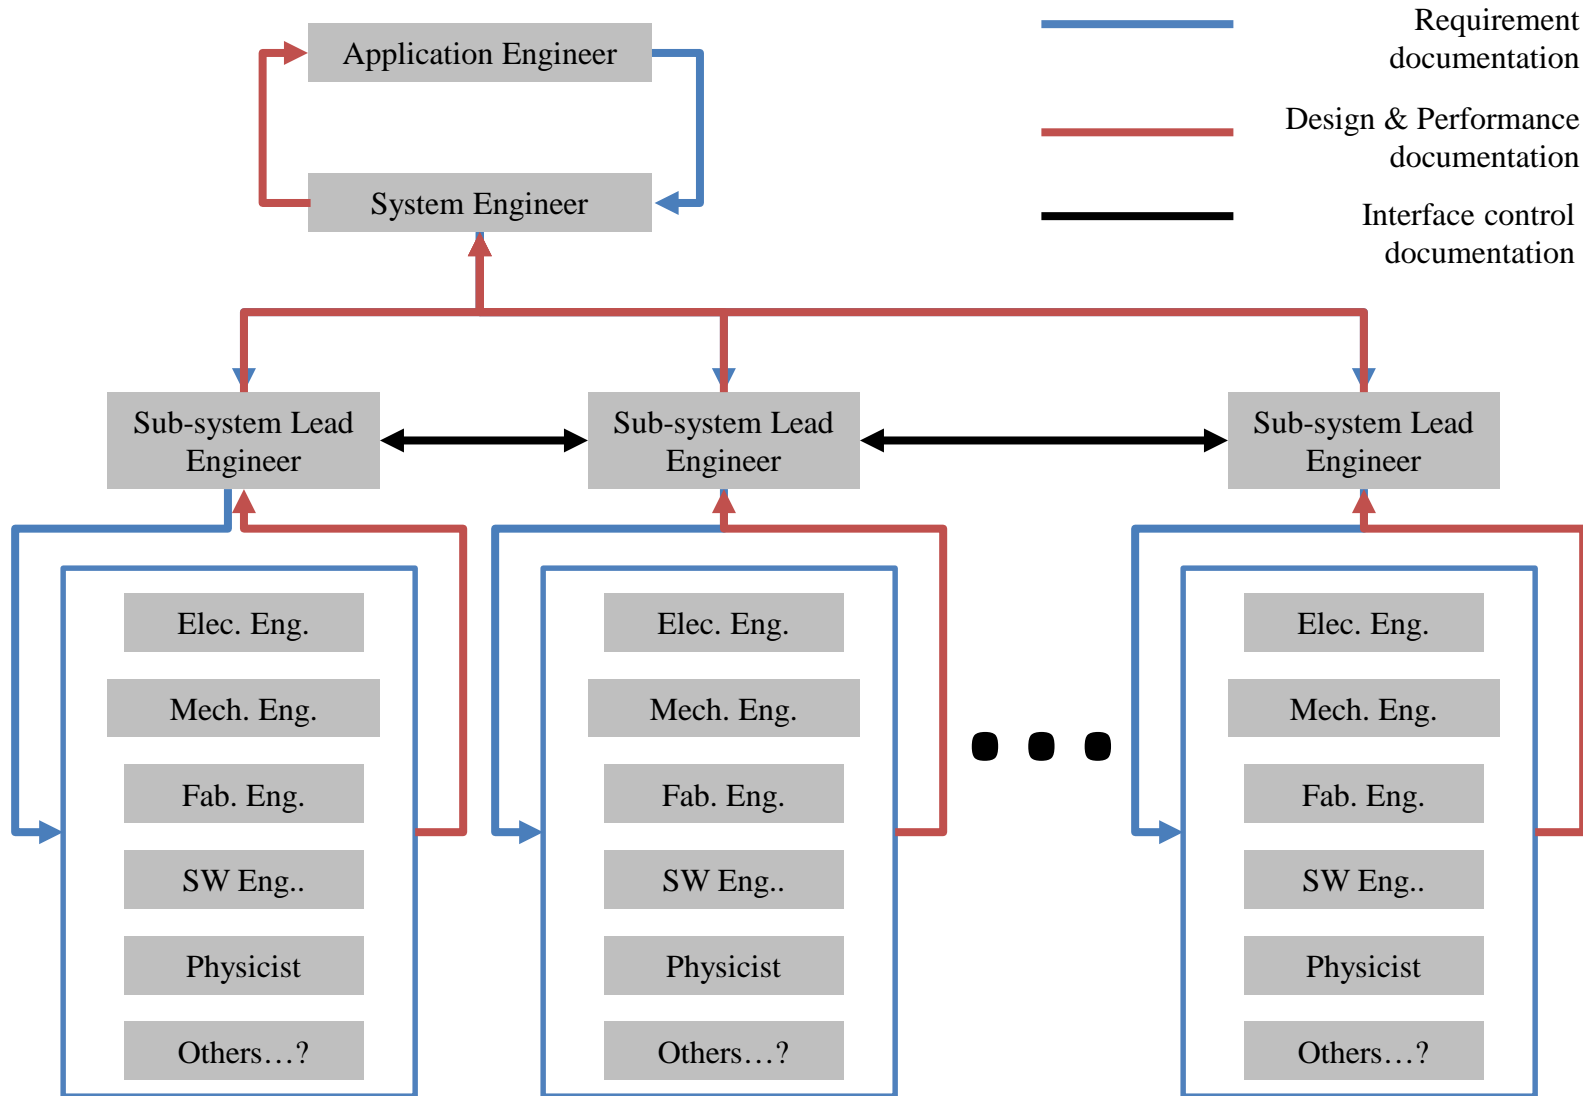 Application Engineer
System Engineer
Requirement
documentation
Design & Performance
documentation
Interface control
documentation
Sub-system Lead
Engineer
Sub-system Lead
Engineer
Sub-system Lead
Engineer
Elec. Eng.
Mech. Eng.
Fab. Eng.
SW Eng..
Physicist
Others…?
Elec. Eng.
Mech. Eng.
Fab. Eng.
SW Eng..
Physicist
Others…?
...
Elec. Eng.
Mech. Eng.
Fab. Eng.
SW Eng..
Physicist
Others…?